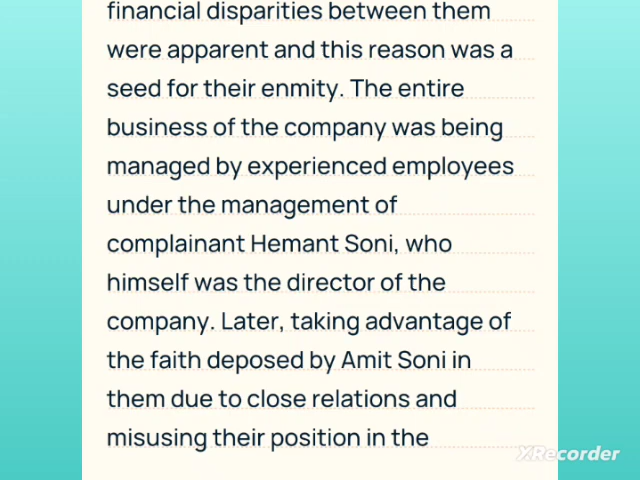 financial disparities between them
were apparent and this reason was a
seed for their enmity. The entire
business of the company was being
managed by experienced employees
under the management of
complainant Hemant Soni, who
himself was the director of the
company. Later, taking advantage of
the faith deposed by Amit Soni in
them due to close relations and
misusing their position in the
XRecorder